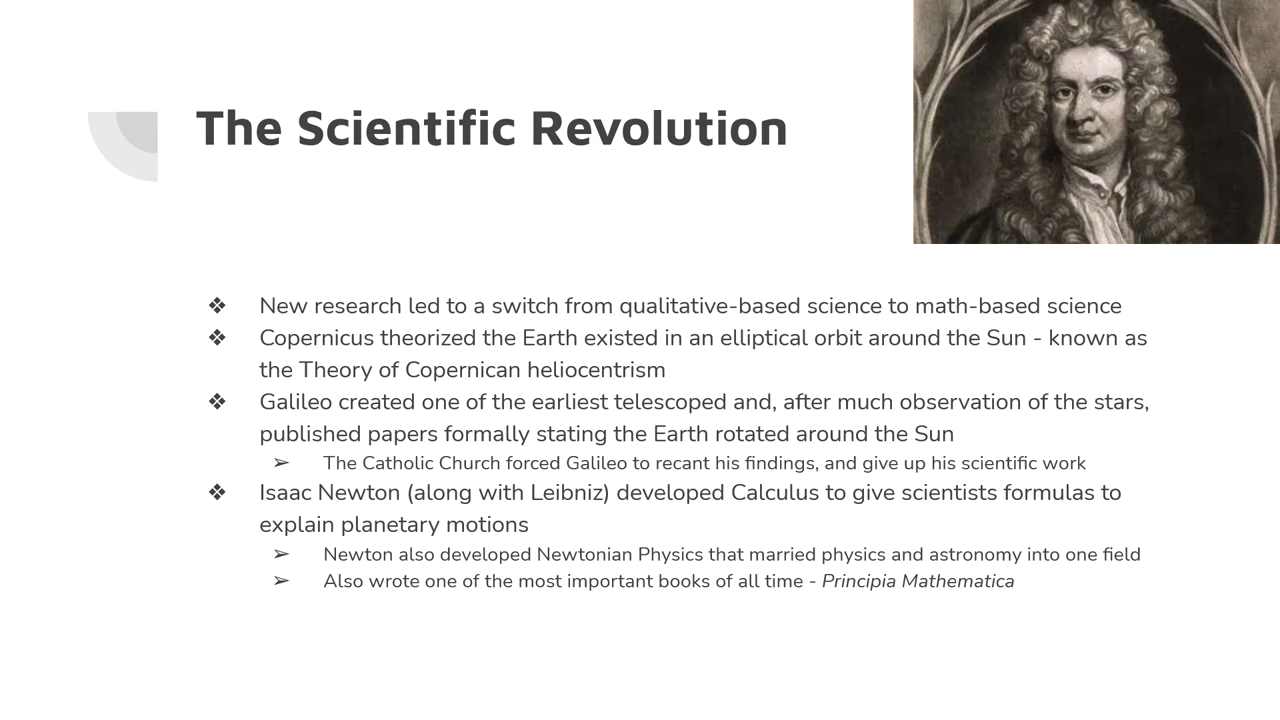 The Scientific Revolution
❖ New research led to a switch from qualitative-based science to math-based science
❖ Copernicus theorized the Earth existed in an elliptical orbit around the Sun - known as
the Theory of Copernican heliocentrism
❖ Galileo created one of the earliest telescoped and, after much observation of the stars,
published papers formally stating the Earth rotated around the Sun
➢ The Catholic Church forced Galileo to recant his findings, and give up his scientific work
❖ Isaac Newton (along with Leibniz) developed Calculus to give scientists formulas to
explain planetary motions
➢ Newton also developed Newtonian Physics that married physics and astronomy into one field
➢ Also wrote one of the most important books of all time - Principia Mathematica